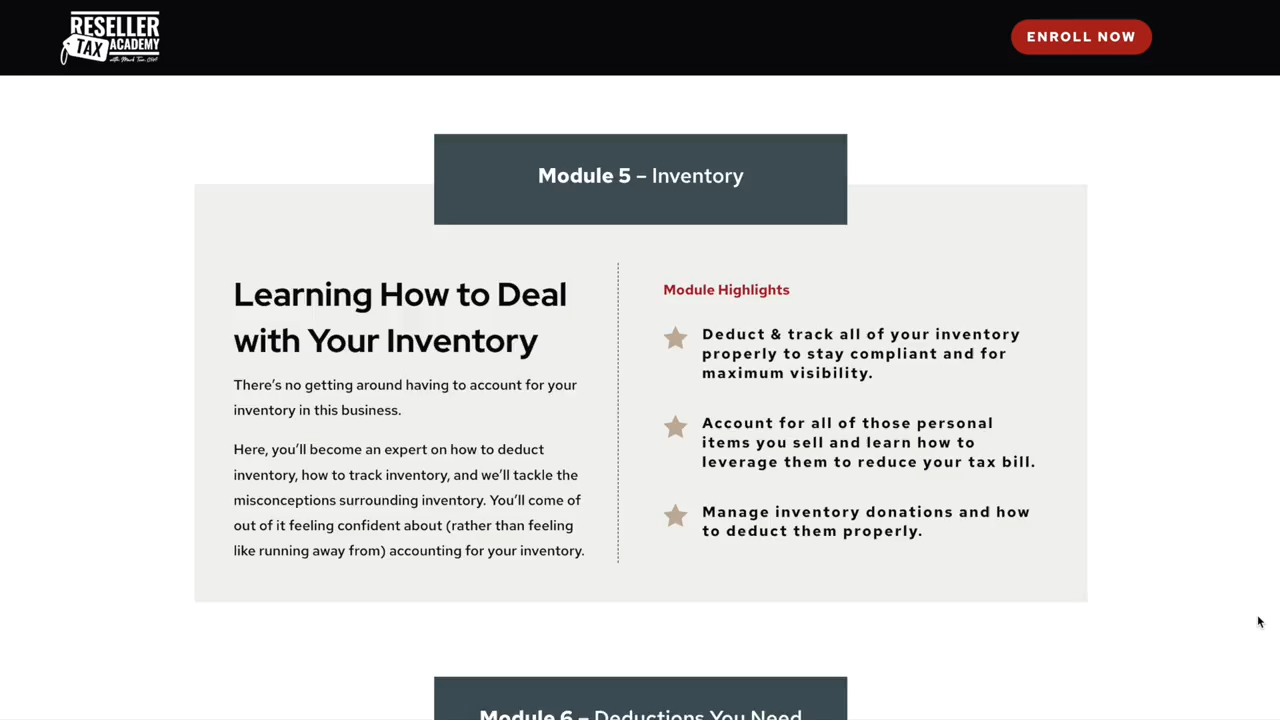 RESELLER
TAX ACADEMY
with Mark Tew, CPA
ENROLL NOW
Module 5 – Inventory
Learning How to Deal
with Your Inventory
There’s no getting around having to account for your
inventory in this business.
Here, you’ll become an expert on how to deduct
inventory, how to track inventory, and we’ll tackle the
misconceptions surrounding inventory. You’ll come of
out of it feeling confident about (rather than feeling
like running away from) accounting for your inventory.
Module Highlights
Deduct & track all of your inventory
properly to stay compliant and for
maximum visibility.
Account for all of those personal
items you sell and learn how to
leverage them to reduce your tax bill.
Manage inventory donations and how
to deduct them properly.
Module 6 – Deductions You Need